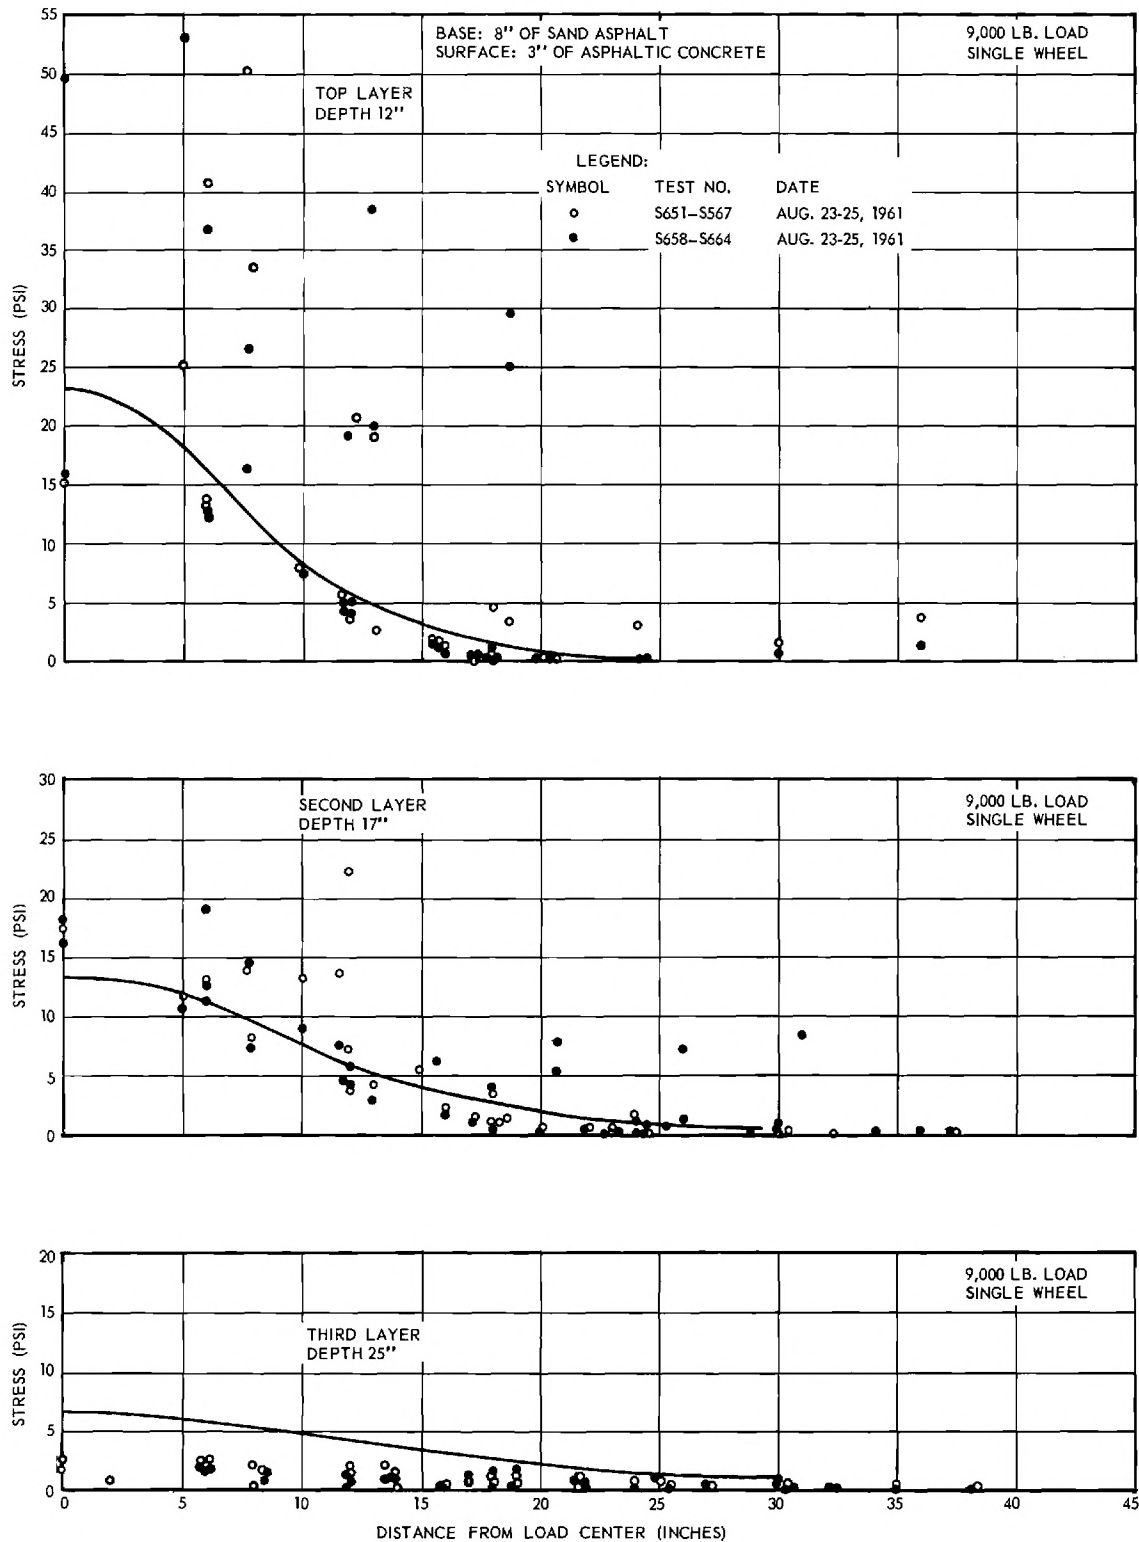 BASE: 8" OF SAND ASPHALT
SURFACE: 3" OF ASPHALTIC CONCRETE
9,000 LB. LOAD
SINGLE WHEEL
TOP LAYER
DEPTH 12"
LEGEND:
SYMBOL TEST NO. DATE
S651–S567 AUG. 23-25, 1961
S658–S664 AUG. 23-25, 1961
STRESS (PSI)
55
50
45
40
35
30
25
20
15
10
5
0
SECOND LAYER
DEPTH 17"
9,000 LB. LOAD
SINGLE WHEEL
STRESS (PSI)
30
25
20
15
10
5
0
THIRD LAYER
DEPTH 25"
9,000 LB. LOAD
SINGLE WHEEL
STRESS (PSI)
20
15
10
5
0
0 5 10 15 20 25 30 35 40 45
DISTANCE FROM LOAD CENTER (INCHES)